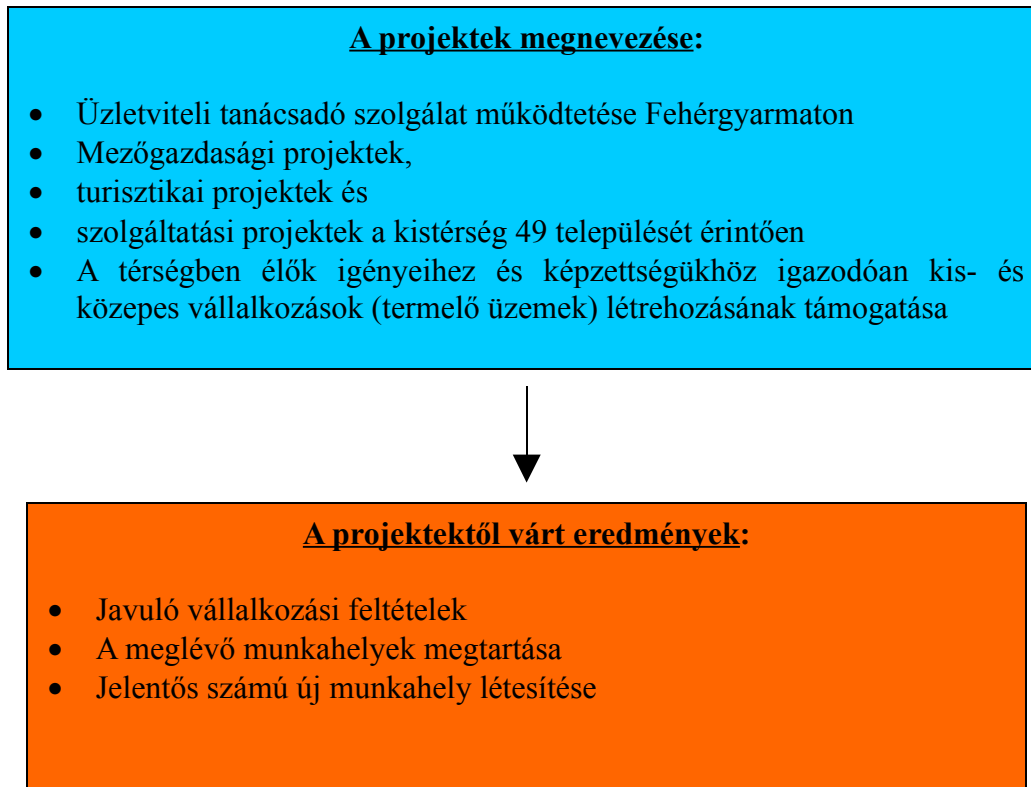 A projektek megnevezése:
• Üzletviteli tanácsadó szolgálat működtetése Fehérgyarmaton
• Mezőgazdasági projektek,
• turisztikai projektek és
• szolgáltatási projektek a kistérség 49 települését érintően
• A térségben élők igényeihez és képzettségükhöz igazodóan kis- és
közepes vállalkozások (termelő üzemek) létrehozásának támogatása
A projektektől várt eredmények:
• Javuló vállalkozási feltételek
• A meglévő munkahelyek megtartása
• Jelentős számú új munkahely létesítése